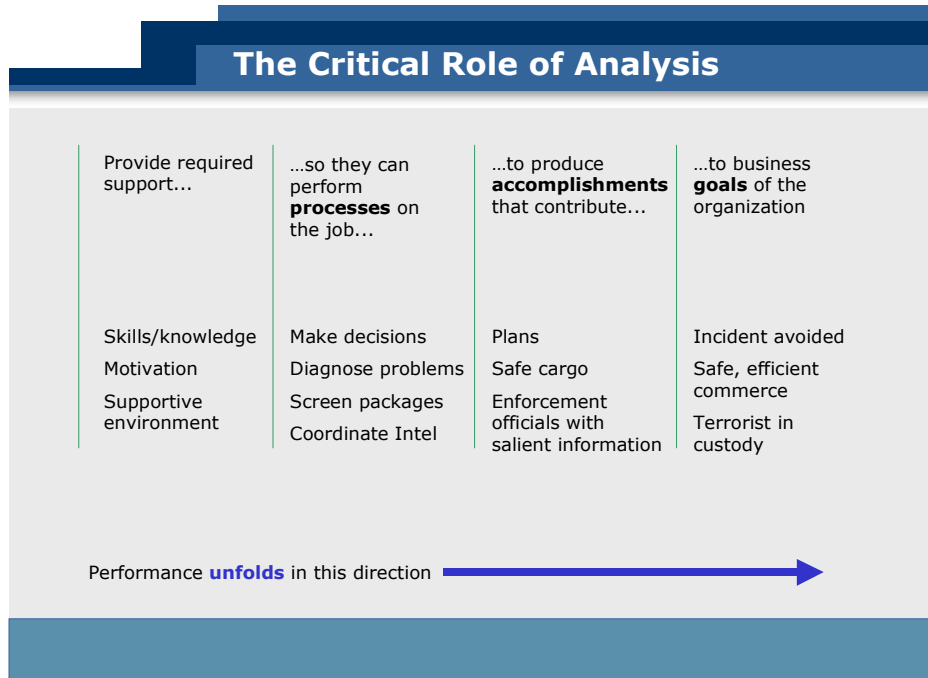 The Critical Role of Analysis
Provide required
support...
...so they can
perform
processes on
the job...
...to produce
accomplishments
that contribute...
...to business
goals of the
organization
Skills/knowledge
Motivation
Supportive
environment
Make decisions
Diagnose problems
Screen packages
Coordinate Intel
Plans
Safe cargo
Enforcement
officials with
salient information
Incident avoided
Safe, efficient
commerce
Terrorist in
custody
Performance unfolds in this direction